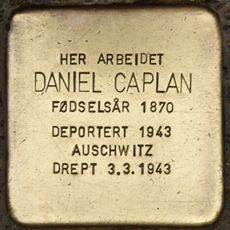 HER ARBEIDET
DANIEL CAPLAN
FØDSELSÅR 1870
DEPORTERT 1943
AUSCHWITZ
DREPT 3.3.1943